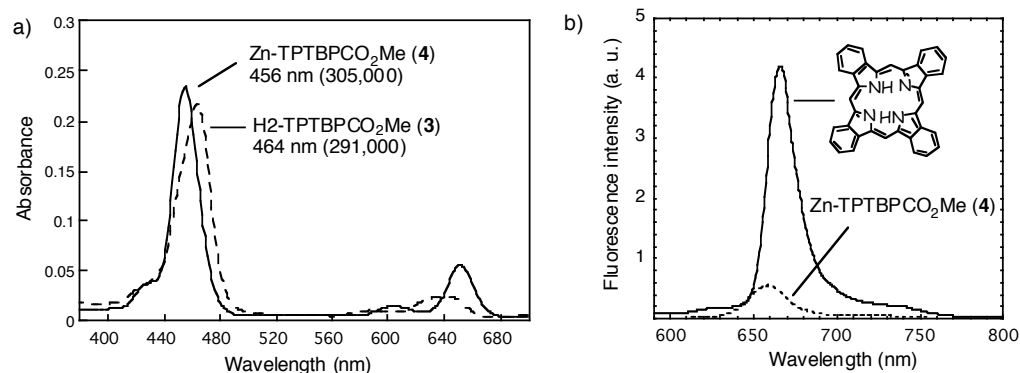 a)
0.3
0.25
0.2
0.15
0.1
0.05
0
Absorbance
Zn-TPTBPCO₂Me (4)
456 nm (305,000)
H2-TPTBPCO₂Me (3)
464 nm (291,000)
400 440 480 520 560 600 640 680
Wavelength (nm)
b)
5
4
3
2
1
Fluorescence intensity (a. u.)
NH N
N HN
Zn-TPTBPCO₂Me (4)
600 650 700 750 800
Wavelength (nm)